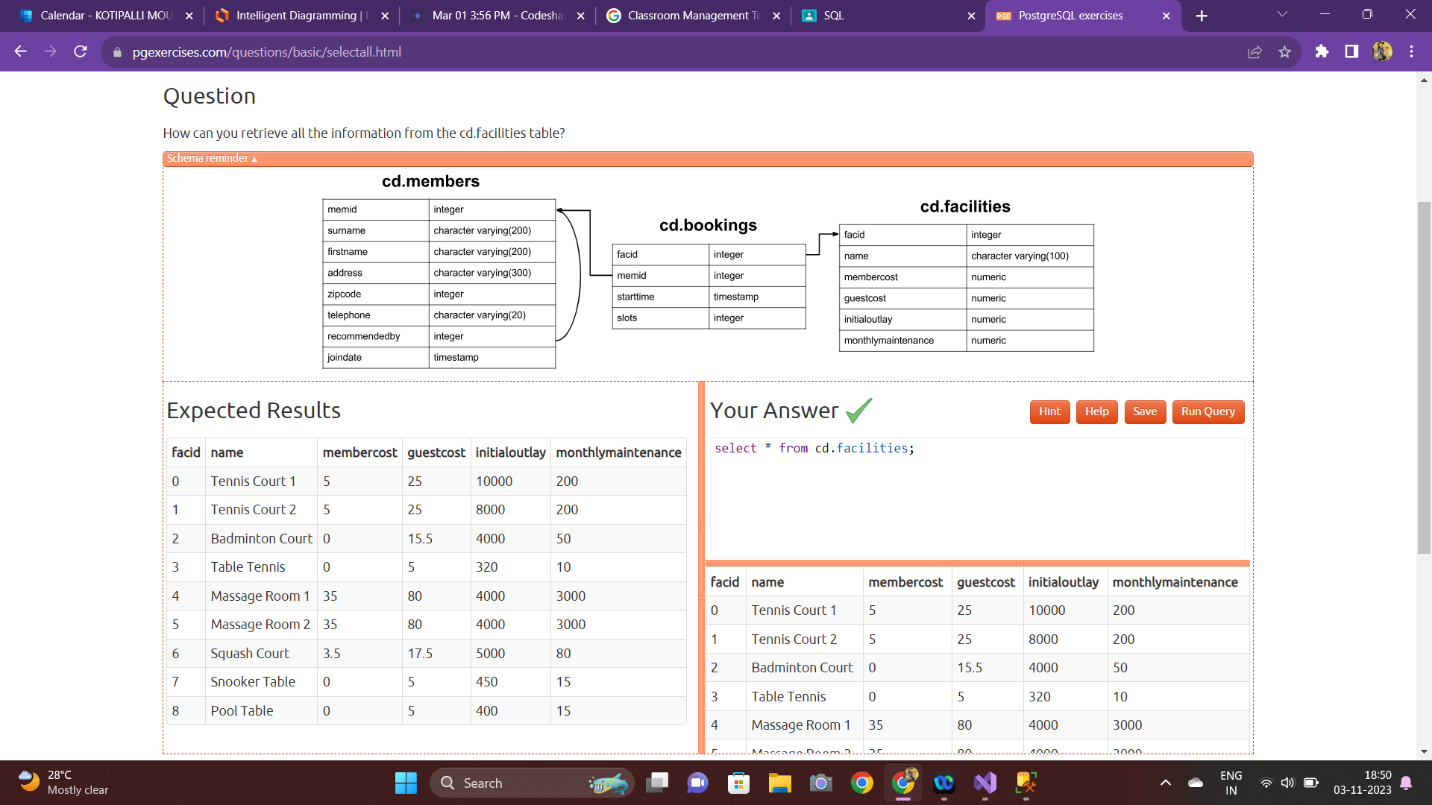 Calendar - KOTIPALLI MOU
Intelligent Diagramming |
Mar 01 3:56 PM - Codesha
Classroom Management To
SQL
PGE PostgreSQL exercises
pgexercises.com/questions/basic/selectall.html
Question
How can you retrieve all the information from the cd.facilities table?
Schema reminder ▲
cd.members
memid integer
surname character varying(200)
firstname character varying(200)
address character varying(300)
zipcode integer
telephone character varying(20)
recommendedby integer
joindate timestamp
cd.bookings
facid integer
memid integer
starttime timestamp
slots integer
cd.facilities
facid integer
name character varying(100)
membercost numeric
guestcost numeric
initialoutlay numeric
monthlymaintenance numeric
Expected Results
facid name membercost guestcost initialoutlay monthlymaintenance
0 Tennis Court 1 5 25 10000 200
1 Tennis Court 2 5 25 8000 200
2 Badminton Court 0 15.5 4000 50
3 Table Tennis 0 5 320 10
4 Massage Room 1 35 80 4000 3000
5 Massage Room 2 35 80 4000 3000
6 Squash Court 3.5 17.5 5000 80
7 Snooker Table 0 5 450 15
8 Pool Table 0 5 400 15
Your Answer
Hint Help Save Run Query
select * from cd.facilities;
facid name membercost guestcost initialoutlay monthlymaintenance
0 Tennis Court 1 5 25 10000 200
1 Tennis Court 2 5 25 8000 200
2 Badminton Court 0 15.5 4000 50
3 Table Tennis 0 5 320 10
4 Massage Room 1 35 80 4000 3000
5 Massage Room 2 35 80 4000 3000
28°C
Mostly clear
Search
ENG
IN
18:50
03-11-2023